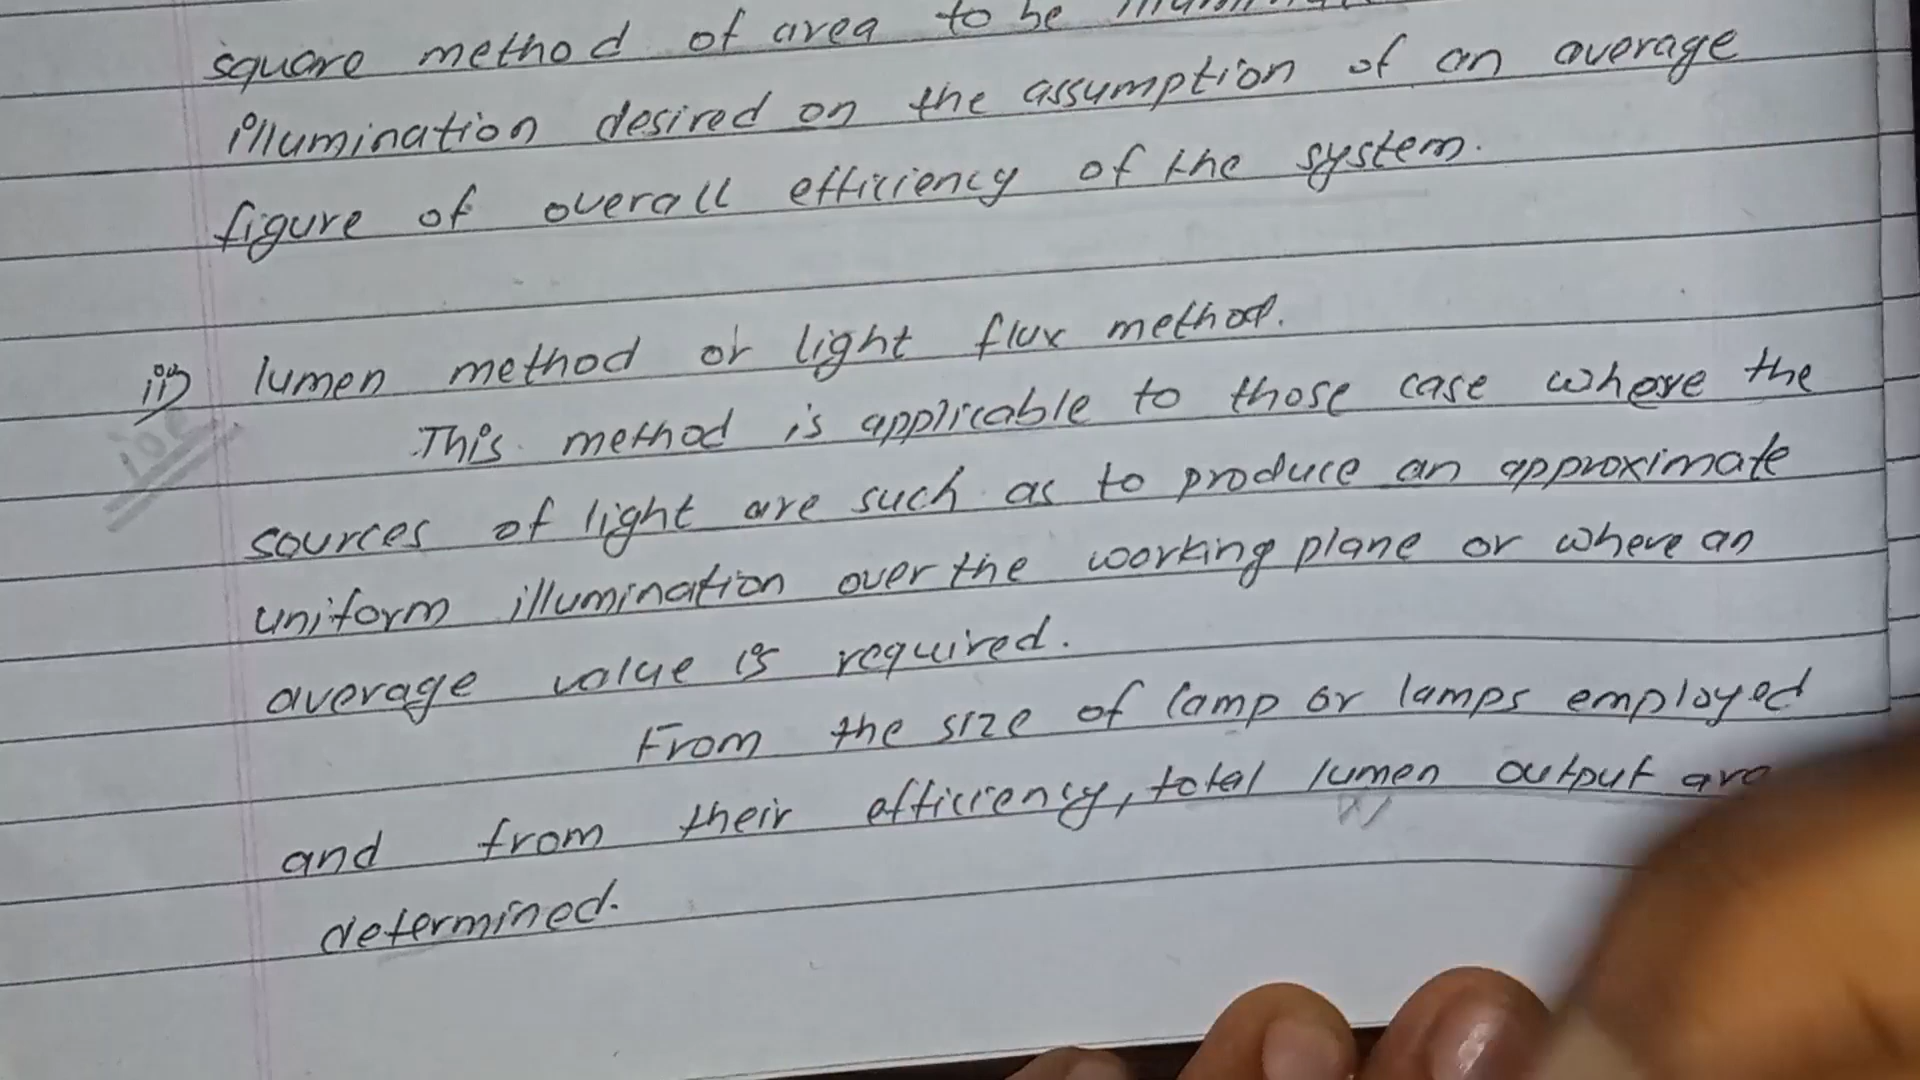 square method of area to be
illumination desired on the assumption of an average
figure of overall efficiency of the system.
ii) lumen method or light flux method.
This method is applicable to those case where the
sources of light are such as to produce an approximate
uniform illumination over the working plane or where an
average value is required.
From the size of lamp or lamps employed
and from their efficiency, total lumen output are
determined.